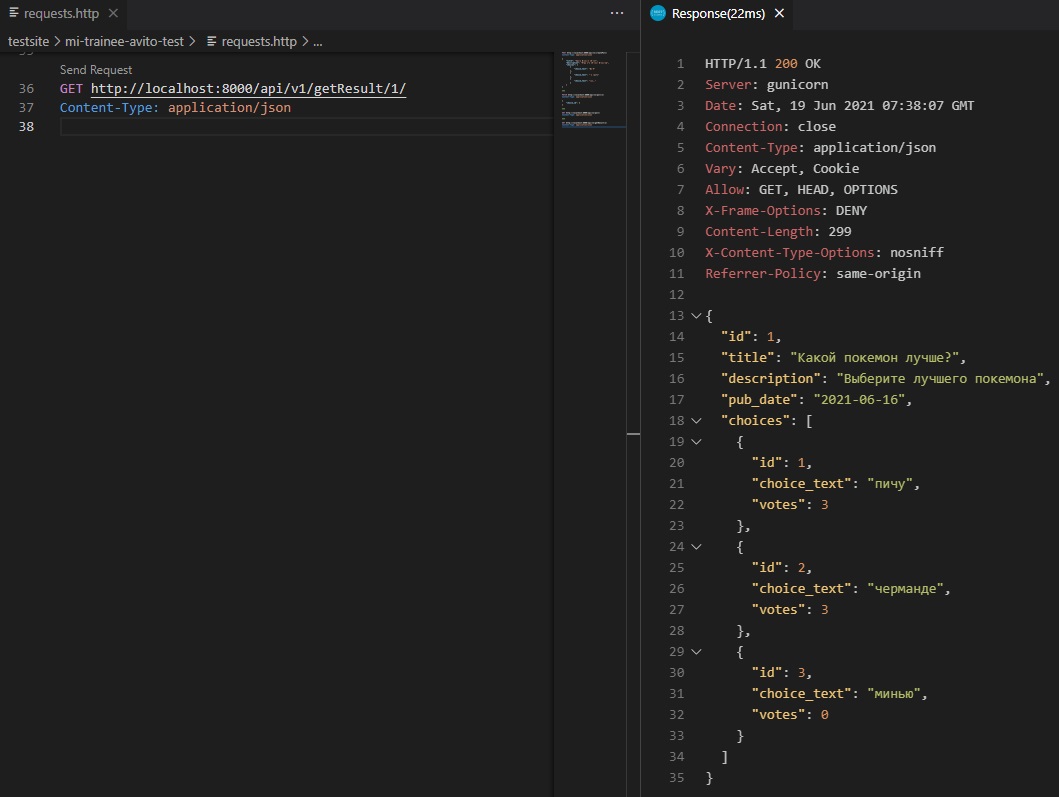 requests.http
testsite > mi-trainee-avito-test > requests.http > ...
Send Request
36 GET http://localhost:8000/api/v1/getResult/1/
37 Content-Type: application/json
38
Response(22ms)
1 HTTP/1.1 200 OK
2 Server: gunicorn
3 Date: Sat, 19 Jun 2021 07:38:07 GMT
4 Connection: close
5 Content-Type: application/json
6 Vary: Accept, Cookie
7 Allow: GET, HEAD, OPTIONS
8 X-Frame-Options: DENY
9 Content-Length: 299
10 X-Content-Type-Options: nosniff
11 Referrer-Policy: same-origin
12
13 {
14 "id": 1,
15 "title": "Какой покемон лучше?",
16 "description": "Выберите лучшего покемона",
17 "pub_date": "2021-06-16",
18 "choices": [
19 {
20 "id": 1,
21 "choice_text": "пичу",
22 "votes": 3
23 },
24 {
25 "id": 2,
26 "choice_text": "черманде",
27 "votes": 3
28 },
29 {
30 "id": 3,
31 "choice_text": "минью",
32 "votes": 0
33 }
34 ]
35 }